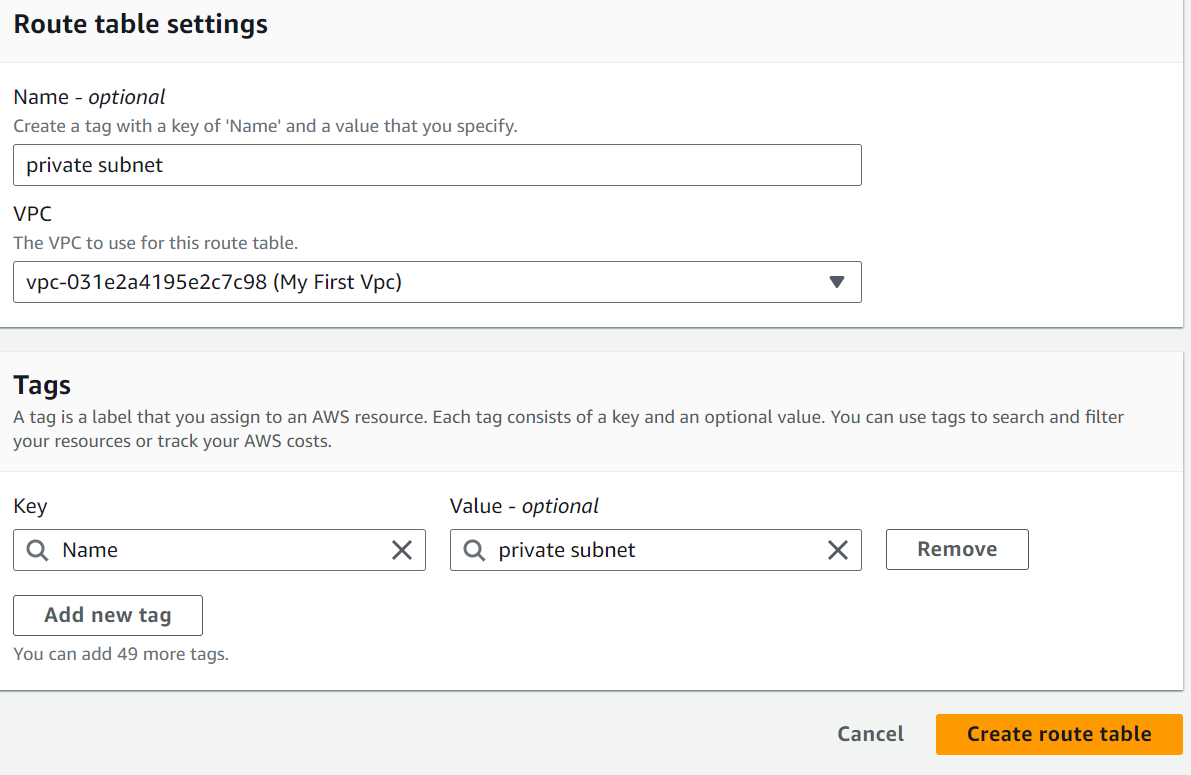 Route table settings
Name - optional
Create a tag with a key of 'Name' and a value that you specify.
private subnet
VPC
The VPC to use for this route table.
vpc-031e2a4195e2c7c98 (My First Vpc)
Tags
A tag is a label that you assign to an AWS resource. Each tag consists of a key and an optional value. You can use tags to search and filter
your resources or track your AWS costs.
Key
Value - optional
Name
private subnet
Remove
Add new tag
You can add 49 more tags.
Cancel
Create route table